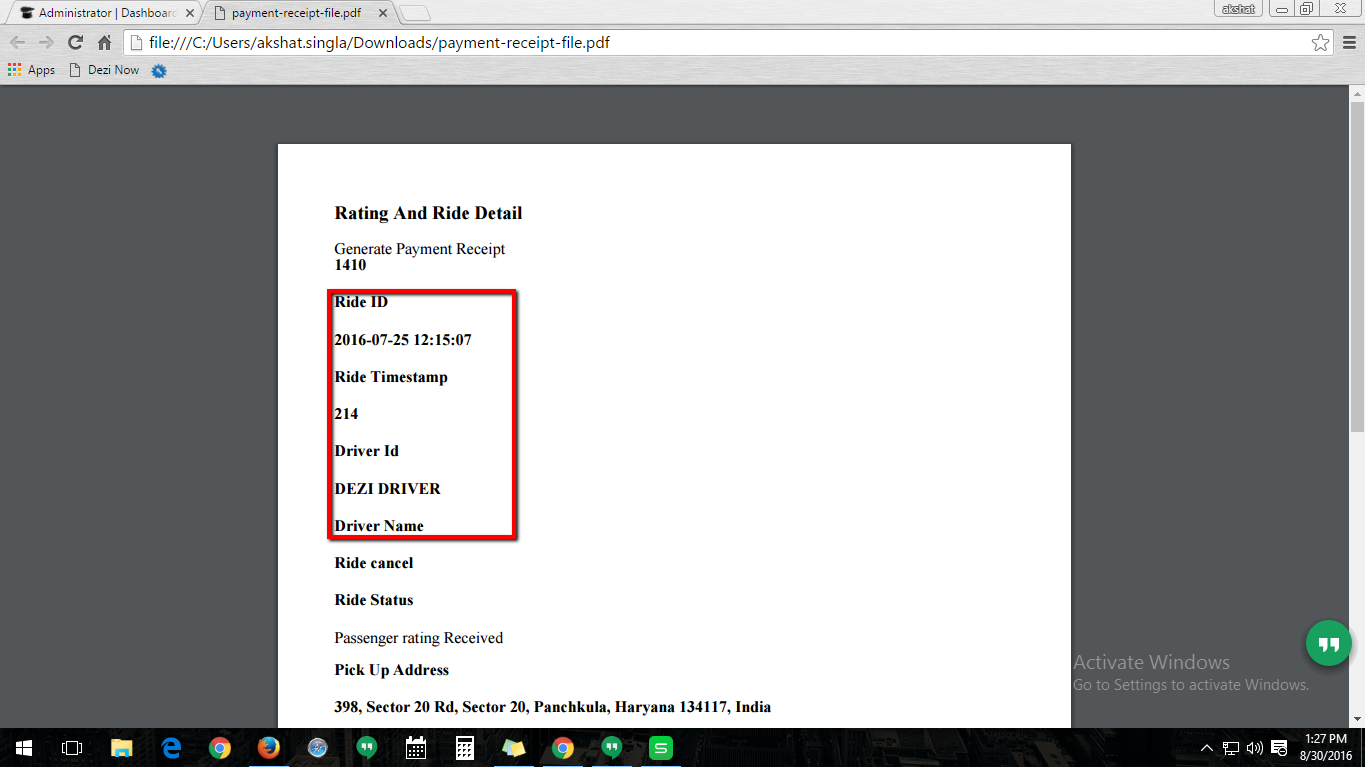 Administrator | Dashboard
payment-receipt-file.pdf
akshat
file:///C:/Users/akshat.singla/Downloads/payment-receipt-file.pdf
Apps
Dezi Now
Rating And Ride Detail
Generate Payment Receipt
1410
Ride ID
2016-07-25 12:15:07
Ride Timestamp
214
Driver Id
DEZI DRIVER
Driver Name
Ride cancel
Ride Status
Passenger rating Received
Pick Up Address
398, Sector 20 Rd, Sector 20, Panchkula, Haryana 134117, India
Activate Windows
Go to Settings to activate Windows.
1:27 PM
8/30/2016